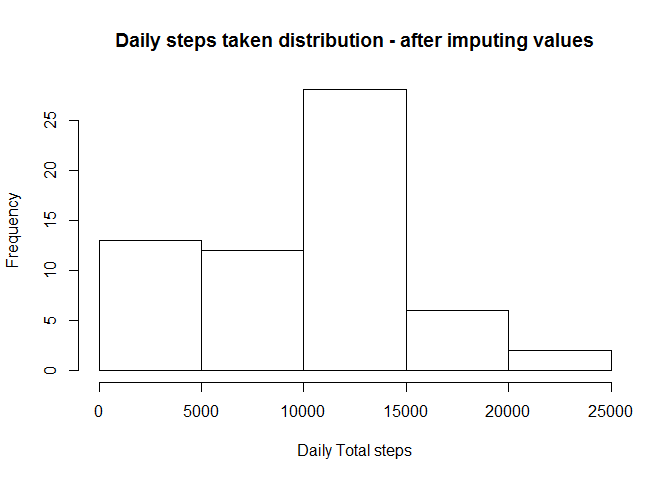 Daily steps taken distribution - after imputing values
Frequency
25
20
15
10
5
0
0 5000 10000 15000 20000 25000
Daily Total steps